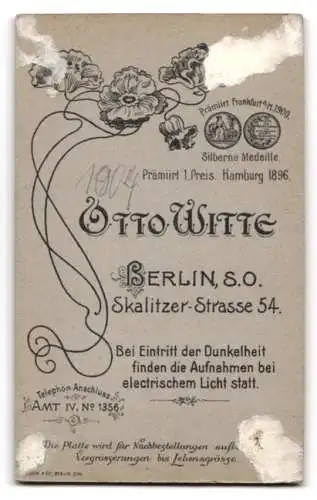 Prämiirt Frankfurt a/M. 1900.
Silberne Medaille.
Prämiirt 1. Preis. Hamburg 1896.
1904
OTTO WITTE
BERLIN, S.O.
Skalitzer-Strasse 54.
Bei Eintritt der Dunkelheit
finden die Aufnahmen bei
electrischem Licht statt.
Telephon-Anschluss
AMT IV. No 1356.
Die Platte wird für Nachbestellungen
Vergrösserungen bis Lebensgrösse.